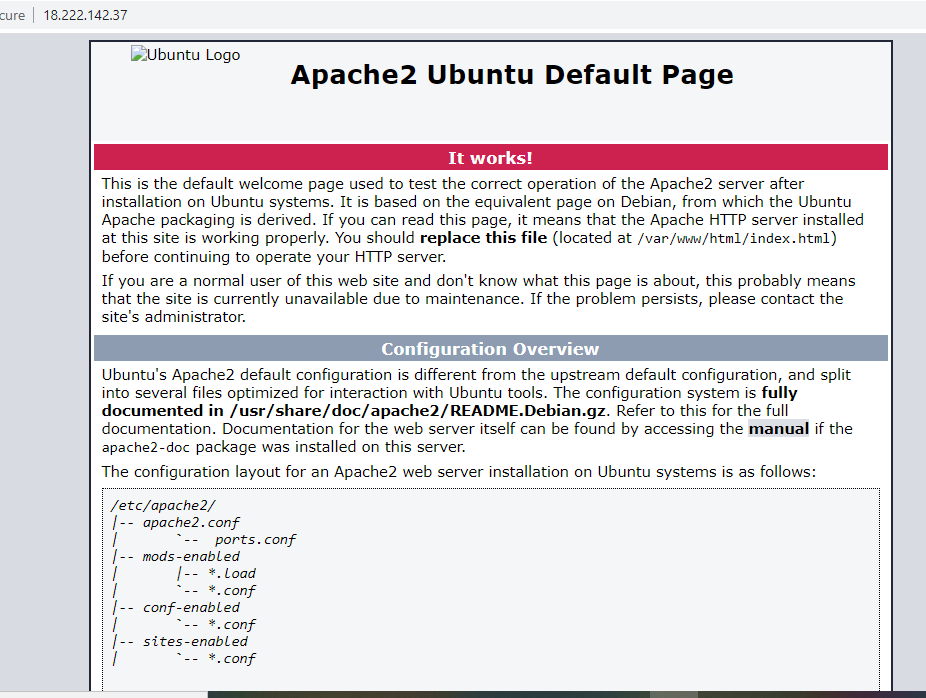 cure | 18.222.142.37
Ubuntu Logo
Apache2 Ubuntu Default Page
It works!
This is the default welcome page used to test the correct operation of the Apache2 server after
installation on Ubuntu systems. It is based on the equivalent page on Debian, from which the Ubuntu
Apache packaging is derived. If you can read this page, it means that the Apache HTTP server installed
at this site is working properly. You should replace this file (located at /var/www/html/index.html)
before continuing to operate your HTTP server.
If you are a normal user of this web site and don't know what this page is about, this probably means
that the site is currently unavailable due to maintenance. If the problem persists, please contact the
site's administrator.
Configuration Overview
Ubuntu's Apache2 default configuration is different from the upstream default configuration, and split
into several files optimized for interaction with Ubuntu tools. The configuration system is fully
documented in /usr/share/doc/apache2/README.Debian.gz. Refer to this for the full
documentation. Documentation for the web server itself can be found by accessing the manual if the
apache2-doc package was installed on this server.
The configuration layout for an Apache2 web server installation on Ubuntu systems is as follows:
/etc/apache2/
|-- apache2.conf
|       `--  ports.conf
|-- mods-enabled
|       |-- *.load
|       `-- *.conf
|-- conf-enabled
|       `-- *.conf
|-- sites-enabled
|       `-- *.conf